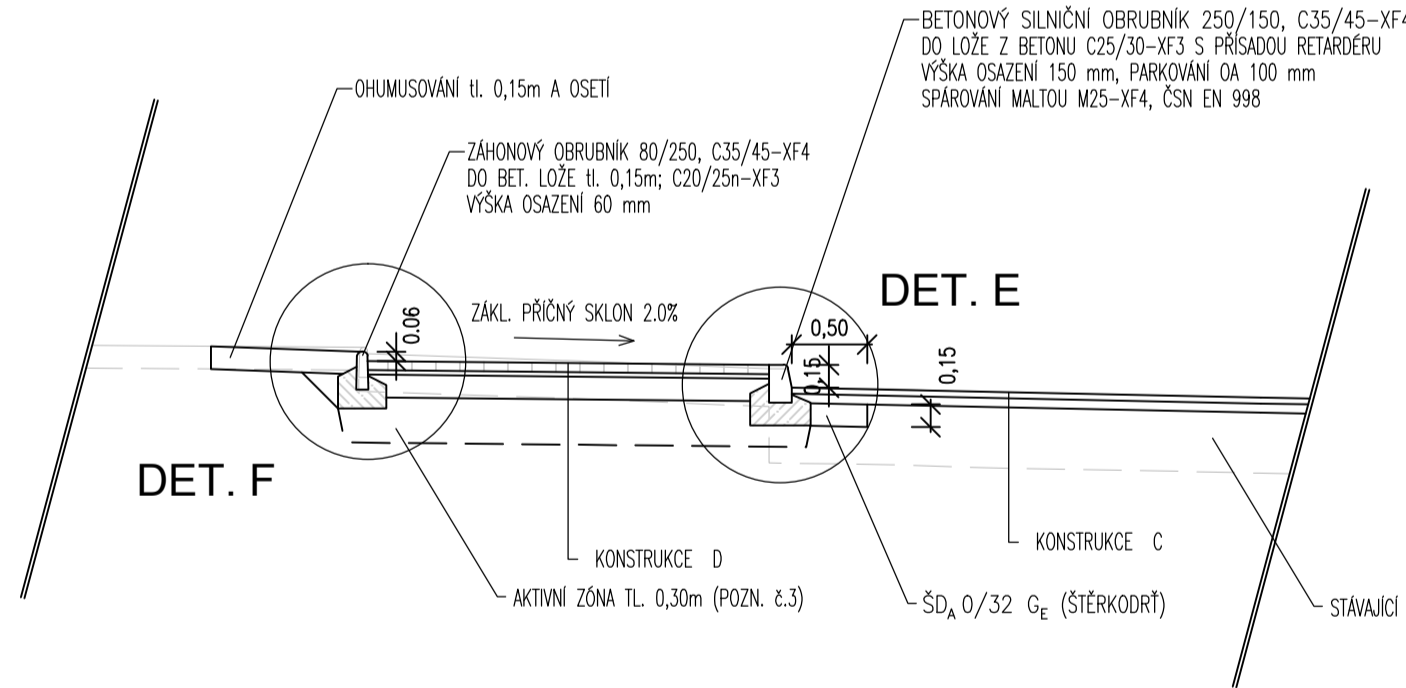 BETONOVÝ SILNIČNÍ OBRUBNÍK 250/150, C35/45-XF4
DO LOŽE Z BETONU C25/30-XF3 S PŘÍSADOU RETARDÉRU
VÝŠKA OSAZENÍ 150 mm, PARKOVÁNÍ OA 100 mm
SPÁROVÁNÍ MALTOU M25-XF4, ČSN EN 998
OHUMUSOVÁNÍ tl. 0,15m A OSETÍ
ZÁHONOVÝ OBRUBNÍK 80/250, C35/45-XF4
DO BET. LOŽE tl. 0,15m; C20/25n-XF3
VÝŠKA OSAZENÍ 60 mm
DET. E
ZÁKL. PŘÍČNÝ SKLON 2.0%
0.06
0,50
0,15
0,15
DET. F
KONSTRUKCE D
KONSTRUKCE C
AKTIVNÍ ZÓNA TL. 0,30m (POZN. č.3)
ŠDA 0/32 GE (ŠTĚRKODRŤ)
STÁVAJÍCÍ